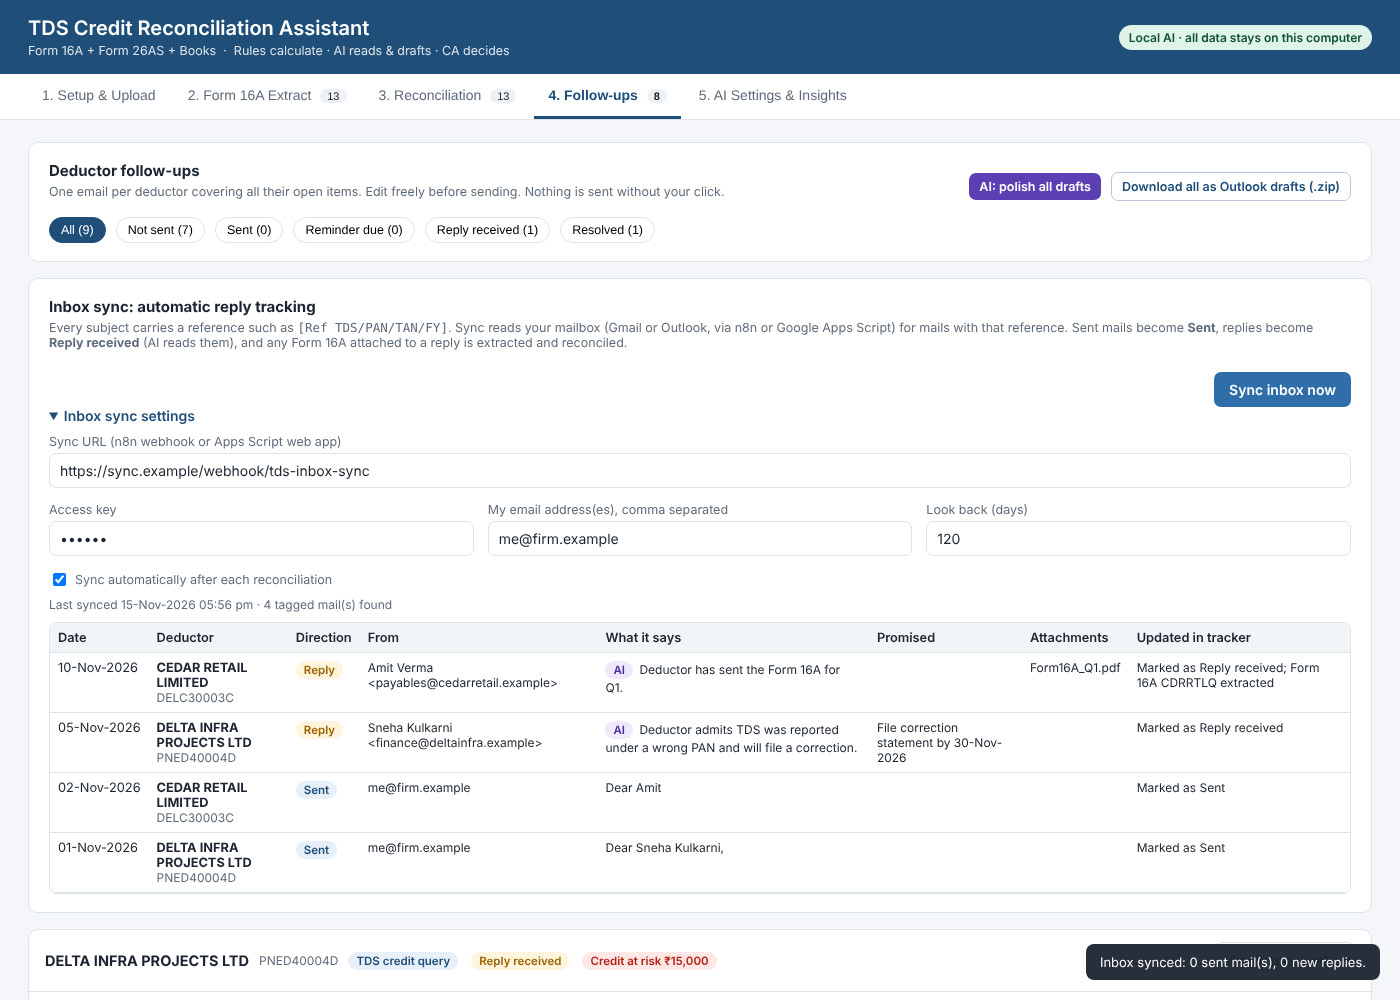 TDS Credit Reconciliation Assistant
Form 16A + Form 26AS + Books · Rules calculate · AI reads & drafts · CA decides
Local AI · all data stays on this computer
1. Setup & Upload
2. Form 16A Extract 13
3. Reconciliation 13
4. Follow-ups 8
5. AI Settings & Insights
Deductor follow-ups
One email per deductor covering all their open items. Edit freely before sending. Nothing is sent without your click.
AI: polish all drafts
Download all as Outlook drafts (.zip)
All (9)
Not sent (7)
Sent (0)
Reminder due (0)
Reply received (1)
Resolved (1)
Inbox sync: automatic reply tracking
Every subject carries a reference such as [Ref TDS/PAN/TAN/FY]. Sync reads your mailbox (Gmail or Outlook, via n8n or Google Apps Script) for mails with that reference. Sent mails become Sent, replies become
Reply received (AI reads them), and any Form 16A attached to a reply is extracted and reconciled.
Sync inbox now
▼ Inbox sync settings
Sync URL (n8n webhook or Apps Script web app)
https://sync.example/webhook/tds-inbox-sync
Access key
••••••
My email address(es), comma separated
me@firm.example
Look back (days)
120
Sync automatically after each reconciliation
Last synced 15-Nov-2026 05:56 pm · 4 tagged mail(s) found
Date Deductor Direction From What it says Promised Attachments Updated in tracker
10-Nov-2026
CEDAR RETAIL
LIMITED
DELC30003C
Reply
Amit Verma
<payables@cedarretail.example>
AI Deductor has sent the Form 16A for
Q1.
Form16A_Q1.pdf
Marked as Reply received; Form
16A CDRRTLQ extracted
05-Nov-2026
DELTA INFRA
PROJECTS LTD
PNED40004D
Reply
Sneha Kulkarni
<finance@deltainfra.example>
AI Deductor admits TDS was reported
under a wrong PAN and will file a correction.
File correction
statement by 30-Nov-
2026
Marked as Reply received
02-Nov-2026
CEDAR RETAIL
LIMITED
DELC30003C
Sent
me@firm.example
Dear Amit
Marked as Sent
01-Nov-2026
DELTA INFRA
PROJECTS LTD
PNED40004D
Sent
me@firm.example
Dear Sneha Kulkarni,
Marked as Sent
DELTA INFRA PROJECTS LTD PNED40004D TDS credit query Reply received Credit at risk ₹15,000
Inbox synced: 0 sent mail(s), 0 new replies.